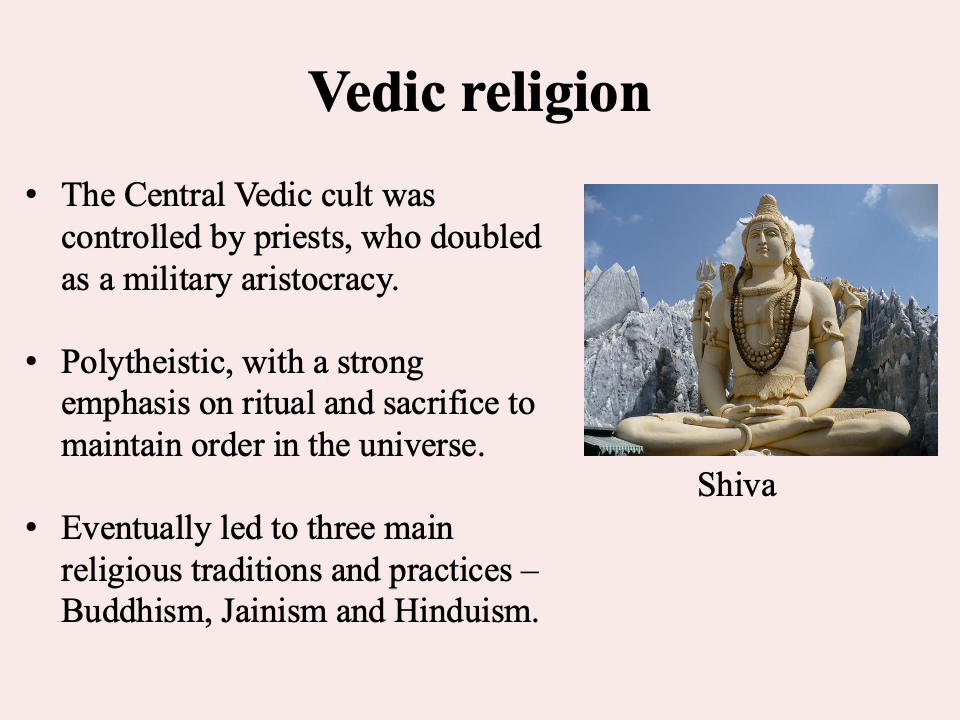 Vedic religion
• The Central Vedic cult was
controlled by priests, who doubled
as a military aristocracy.
• Polytheistic, with a strong
emphasis on ritual and sacrifice to
maintain order in the universe.
• Eventually led to three main
religious traditions and practices –
Buddhism, Jainism and Hinduism.
Shiva